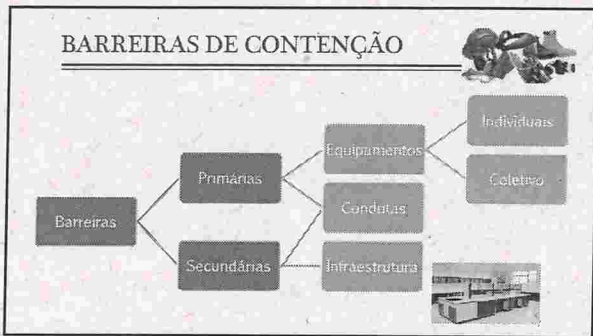 BARREIRAS DE CONTENÇÃO
Individuais
Equipamentos
Coletivo
Primárias
Condutas
Barreiras
Secundárias
Infraestrutura